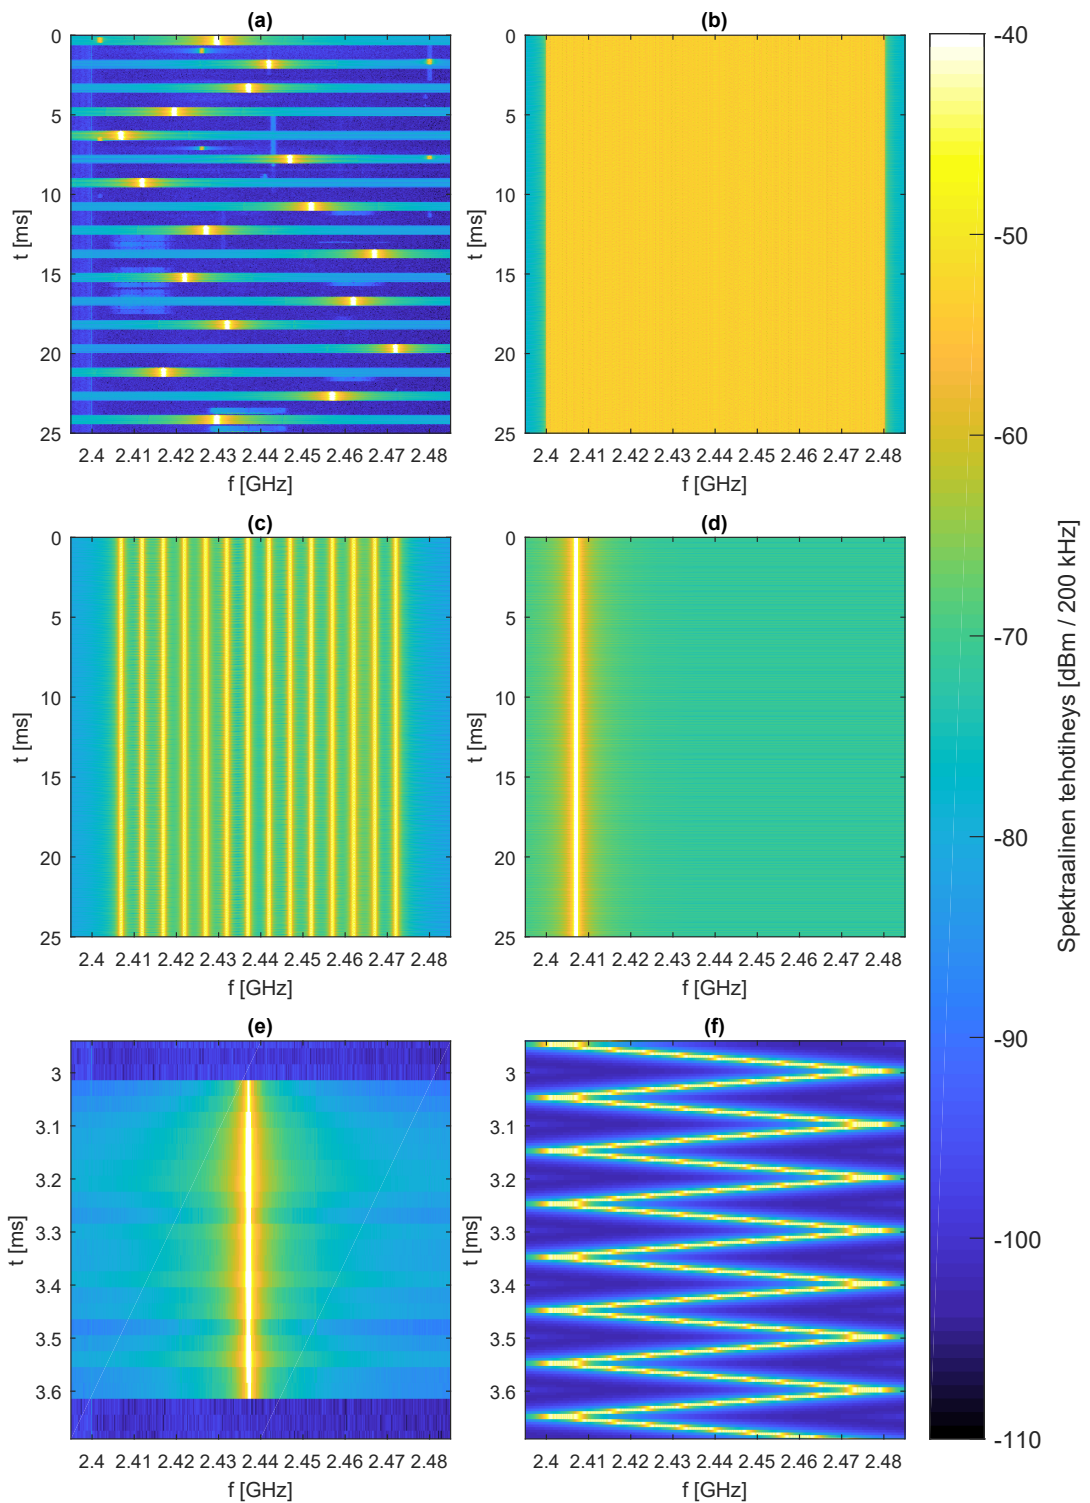 (a)
0
5
10
15
20
25
t [ms]
2.4 2.41 2.42 2.43 2.44 2.45 2.46 2.47 2.48
f [GHz]
(b)
0
5
10
15
20
25
t [ms]
2.4 2.41 2.42 2.43 2.44 2.45 2.46 2.47 2.48
f [GHz]
(c)
0
5
10
15
20
25
t [ms]
2.4 2.41 2.42 2.43 2.44 2.45 2.46 2.47 2.48
f [GHz]
(d)
0
5
10
15
20
25
t [ms]
2.4 2.41 2.42 2.43 2.44 2.45 2.46 2.47 2.48
f [GHz]
(e)
3
3.1
3.2
3.3
3.4
3.5
3.6
t [ms]
2.4 2.41 2.42 2.43 2.44 2.45 2.46 2.47 2.48
f [GHz]
(f)
3
3.1
3.2
3.3
3.4
3.5
3.6
t [ms]
2.4 2.41 2.42 2.43 2.44 2.45 2.46 2.47 2.48
f [GHz]
-40
-50
-60
-70
-80
-90
-100
-110
Spektraalinen tehotiheys [dBm / 200 kHz]